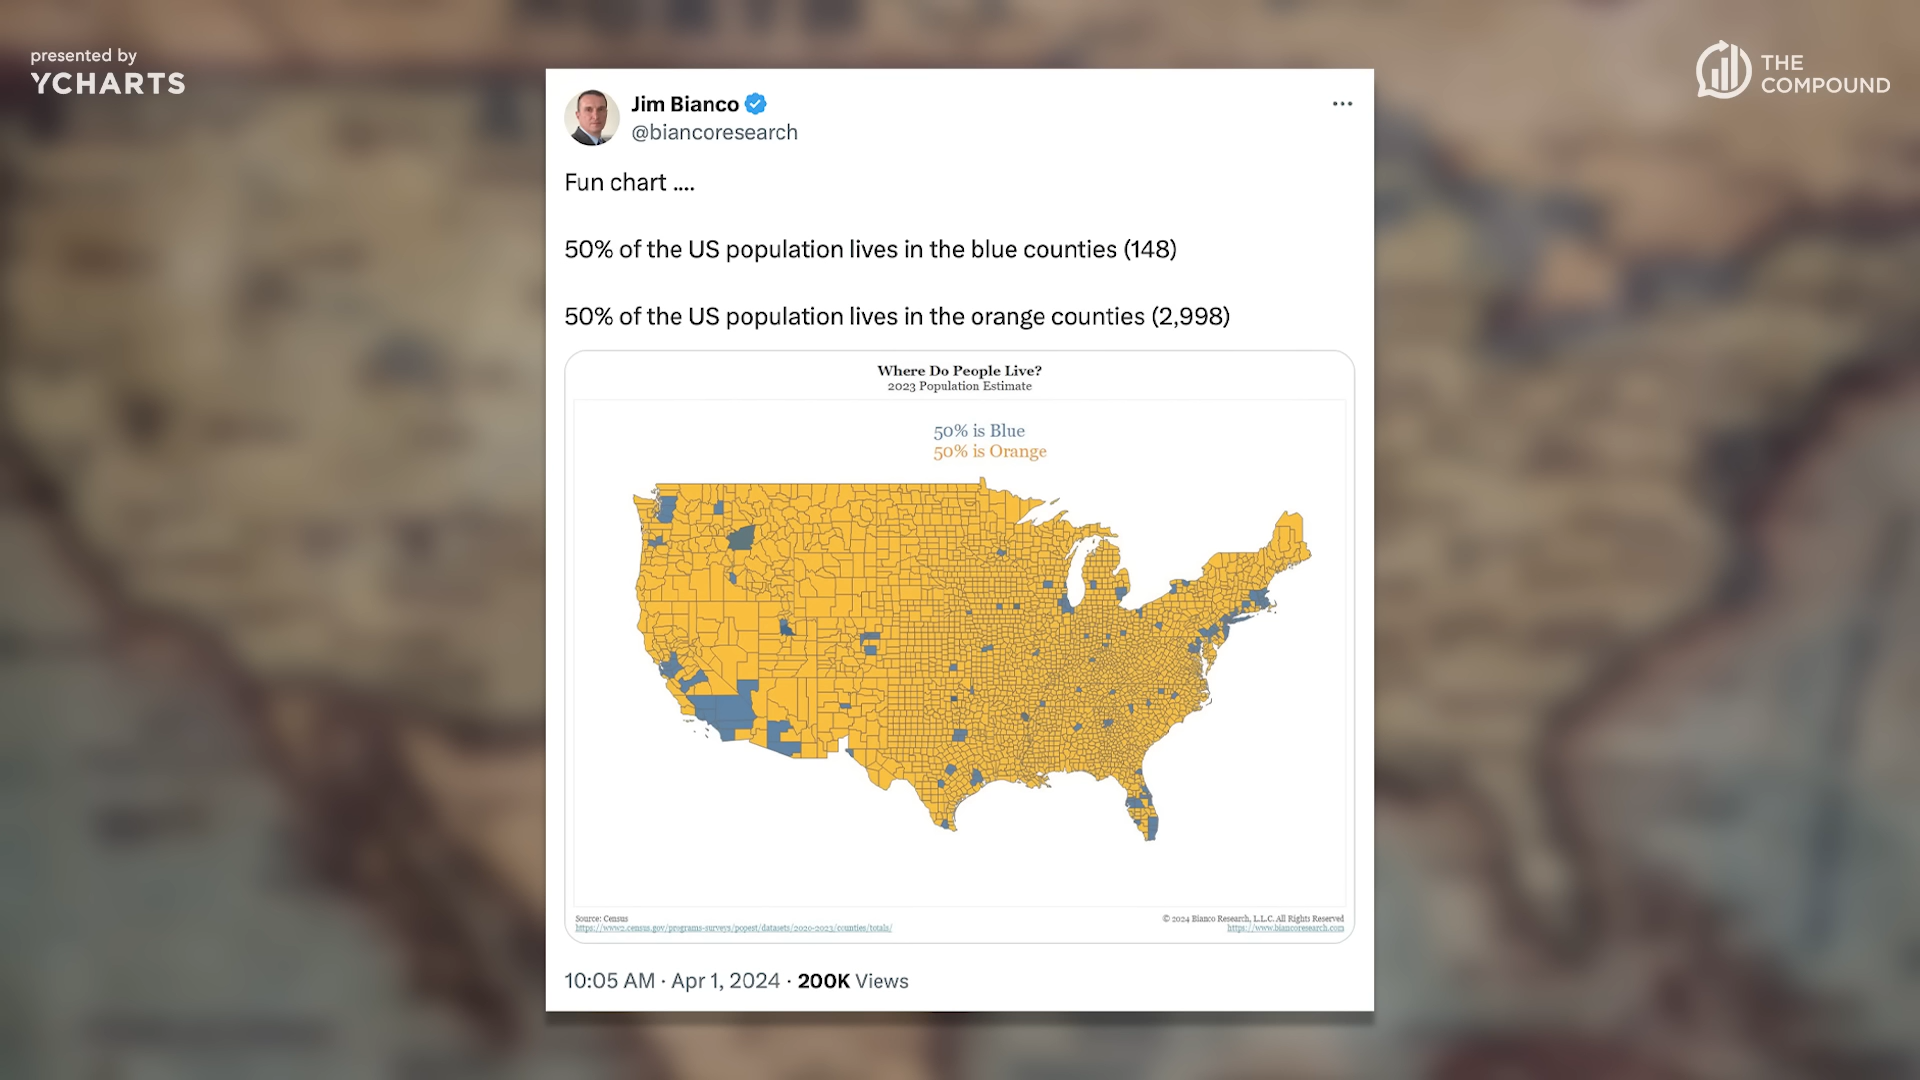 presented by
YCHARTS
THE
COMPOUND
Jim Bianco
@biancoresearch
Fun chart ....
50% of the US population lives in the blue counties (148)
50% of the US population lives in the orange counties (2,998)
Where Do People Live?
2023 Population Estimate
50% is Blue
50% is Orange
Source: Census
https://www2.census.gov/programs-surveys/popest/datasets/2020-2023/counties/totals/
© 2024 Bianco Research, L.L.C. All Rights Reserved
https://www.biancoresearch.com
10:05 AM · Apr 1, 2024 · 200K Views